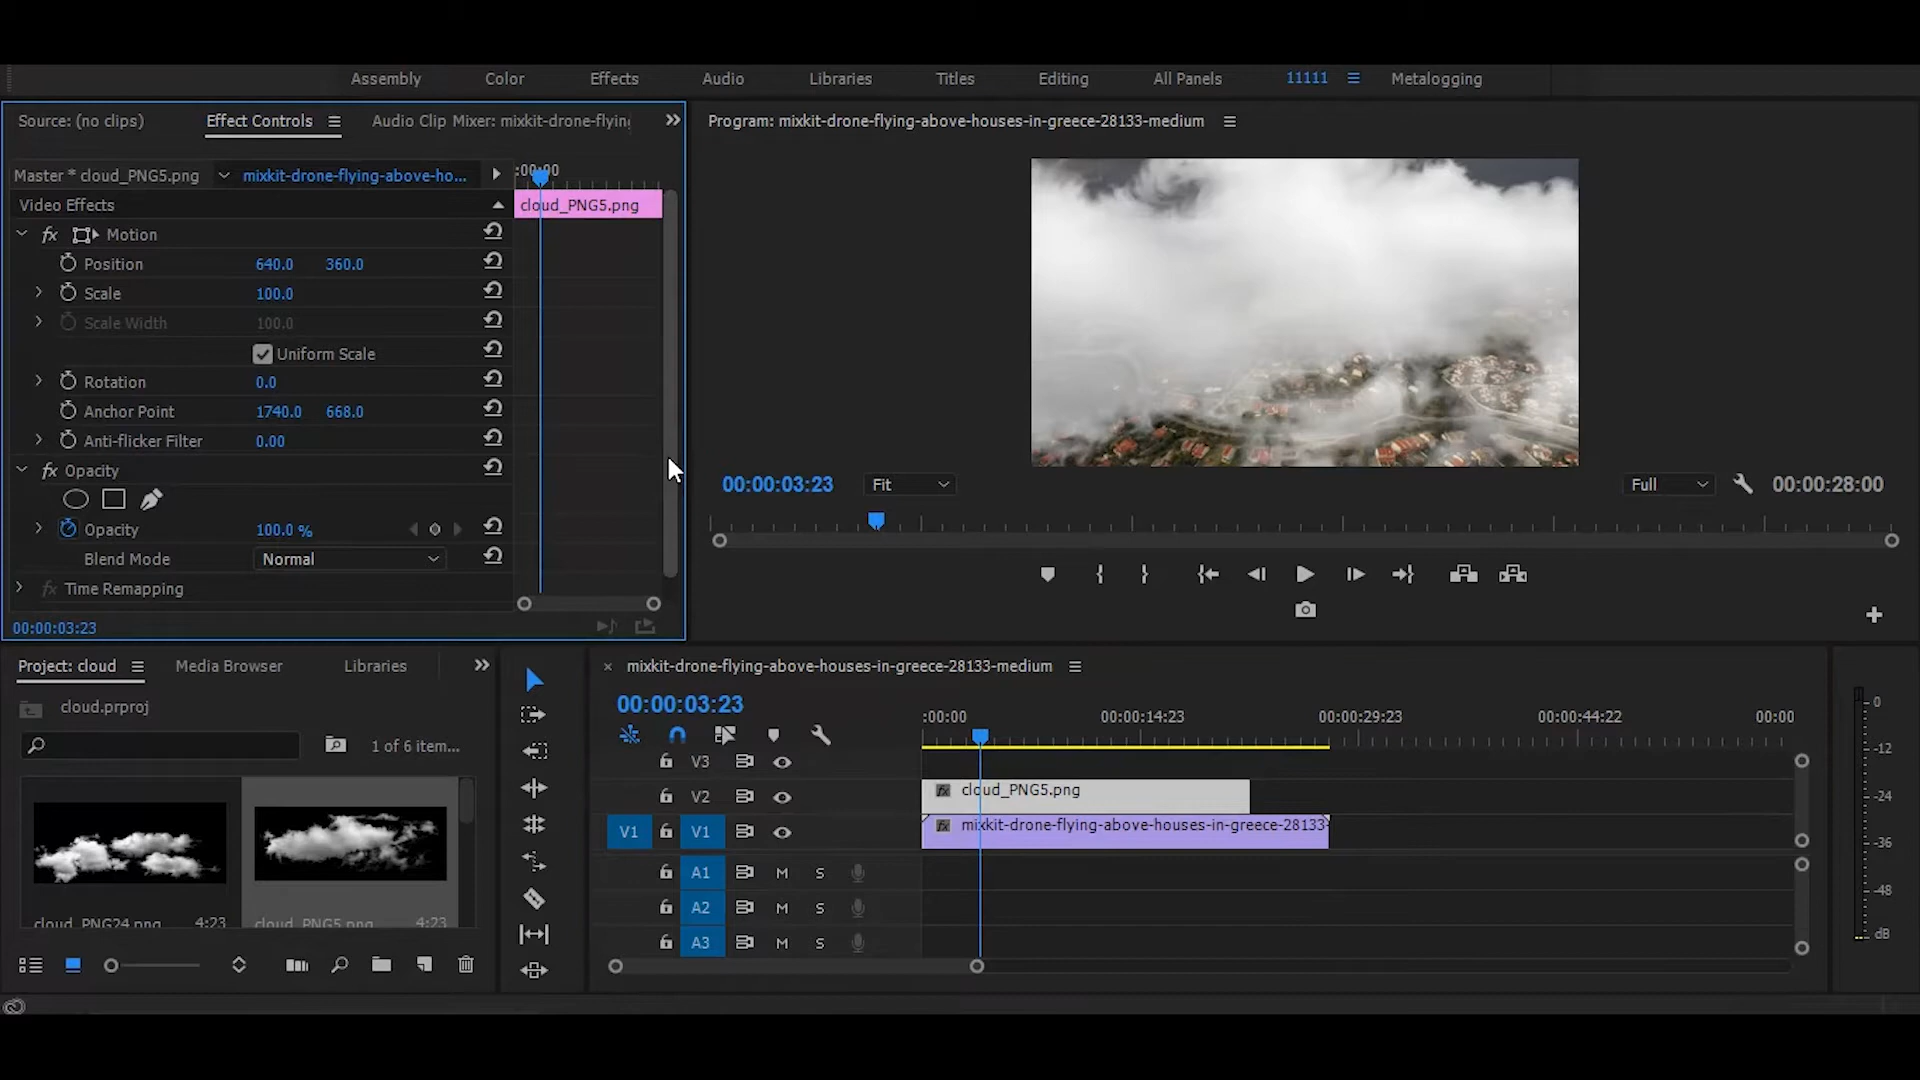 Assembly Color Effects Audio Libraries Titles Editing All Panels 11111 Metalogging
Source: (no clips) Effect Controls Audio Clip Mixer: mixkit-drone-flying
Master * cloud_PNG5.png mixkit-drone-flying-above-ho... :00:00
Video Effects cloud_PNG5.png
fx Motion
Position 640.0 360.0
Scale 100.0
Scale Width 100.0
Uniform Scale
Rotation 0.0
Anchor Point 1740.0 668.0
Anti-flicker Filter 0.00
fx Opacity
Opacity 100.0 %
Blend Mode Normal
fx Time Remapping
00:00:03:23
Program: mixkit-drone-flying-above-houses-in-greece-28133-medium
00:00:03:23 Fit Full 00:00:28:00
Project: cloud Media Browser Libraries
cloud.prproj
1 of 6 item...
cloud_PNG24.png 4:23 cloud_PNG5.png 4:23
× mixkit-drone-flying-above-houses-in-greece-28133-medium
00:00:03:23
:00:00 00:00:14:23 00:00:29:23 00:00:44:22 00:00
V3
V2 fx cloud_PNG5.png
V1 V1 fx mixkit-drone-flying-above-houses-in-greece-28133-
A1 M S
A2 M S
A3 M S
0
-12
-24
-36
-48
dB